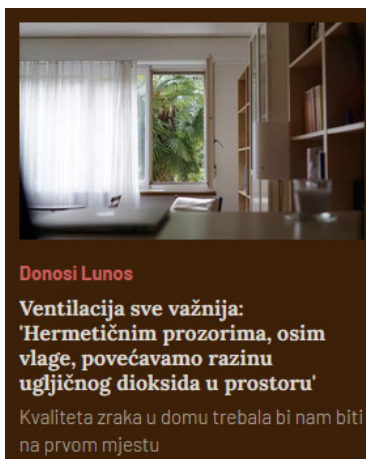 Donosi Lunos
Ventilacija sve važnija:
'Hermetičnim prozorima, osim
vlage, povećavamo razinu
ugljičnog dioksida u prostoru'
Kvaliteta zraka u domu trebala bi nam biti
na prvom mjestu